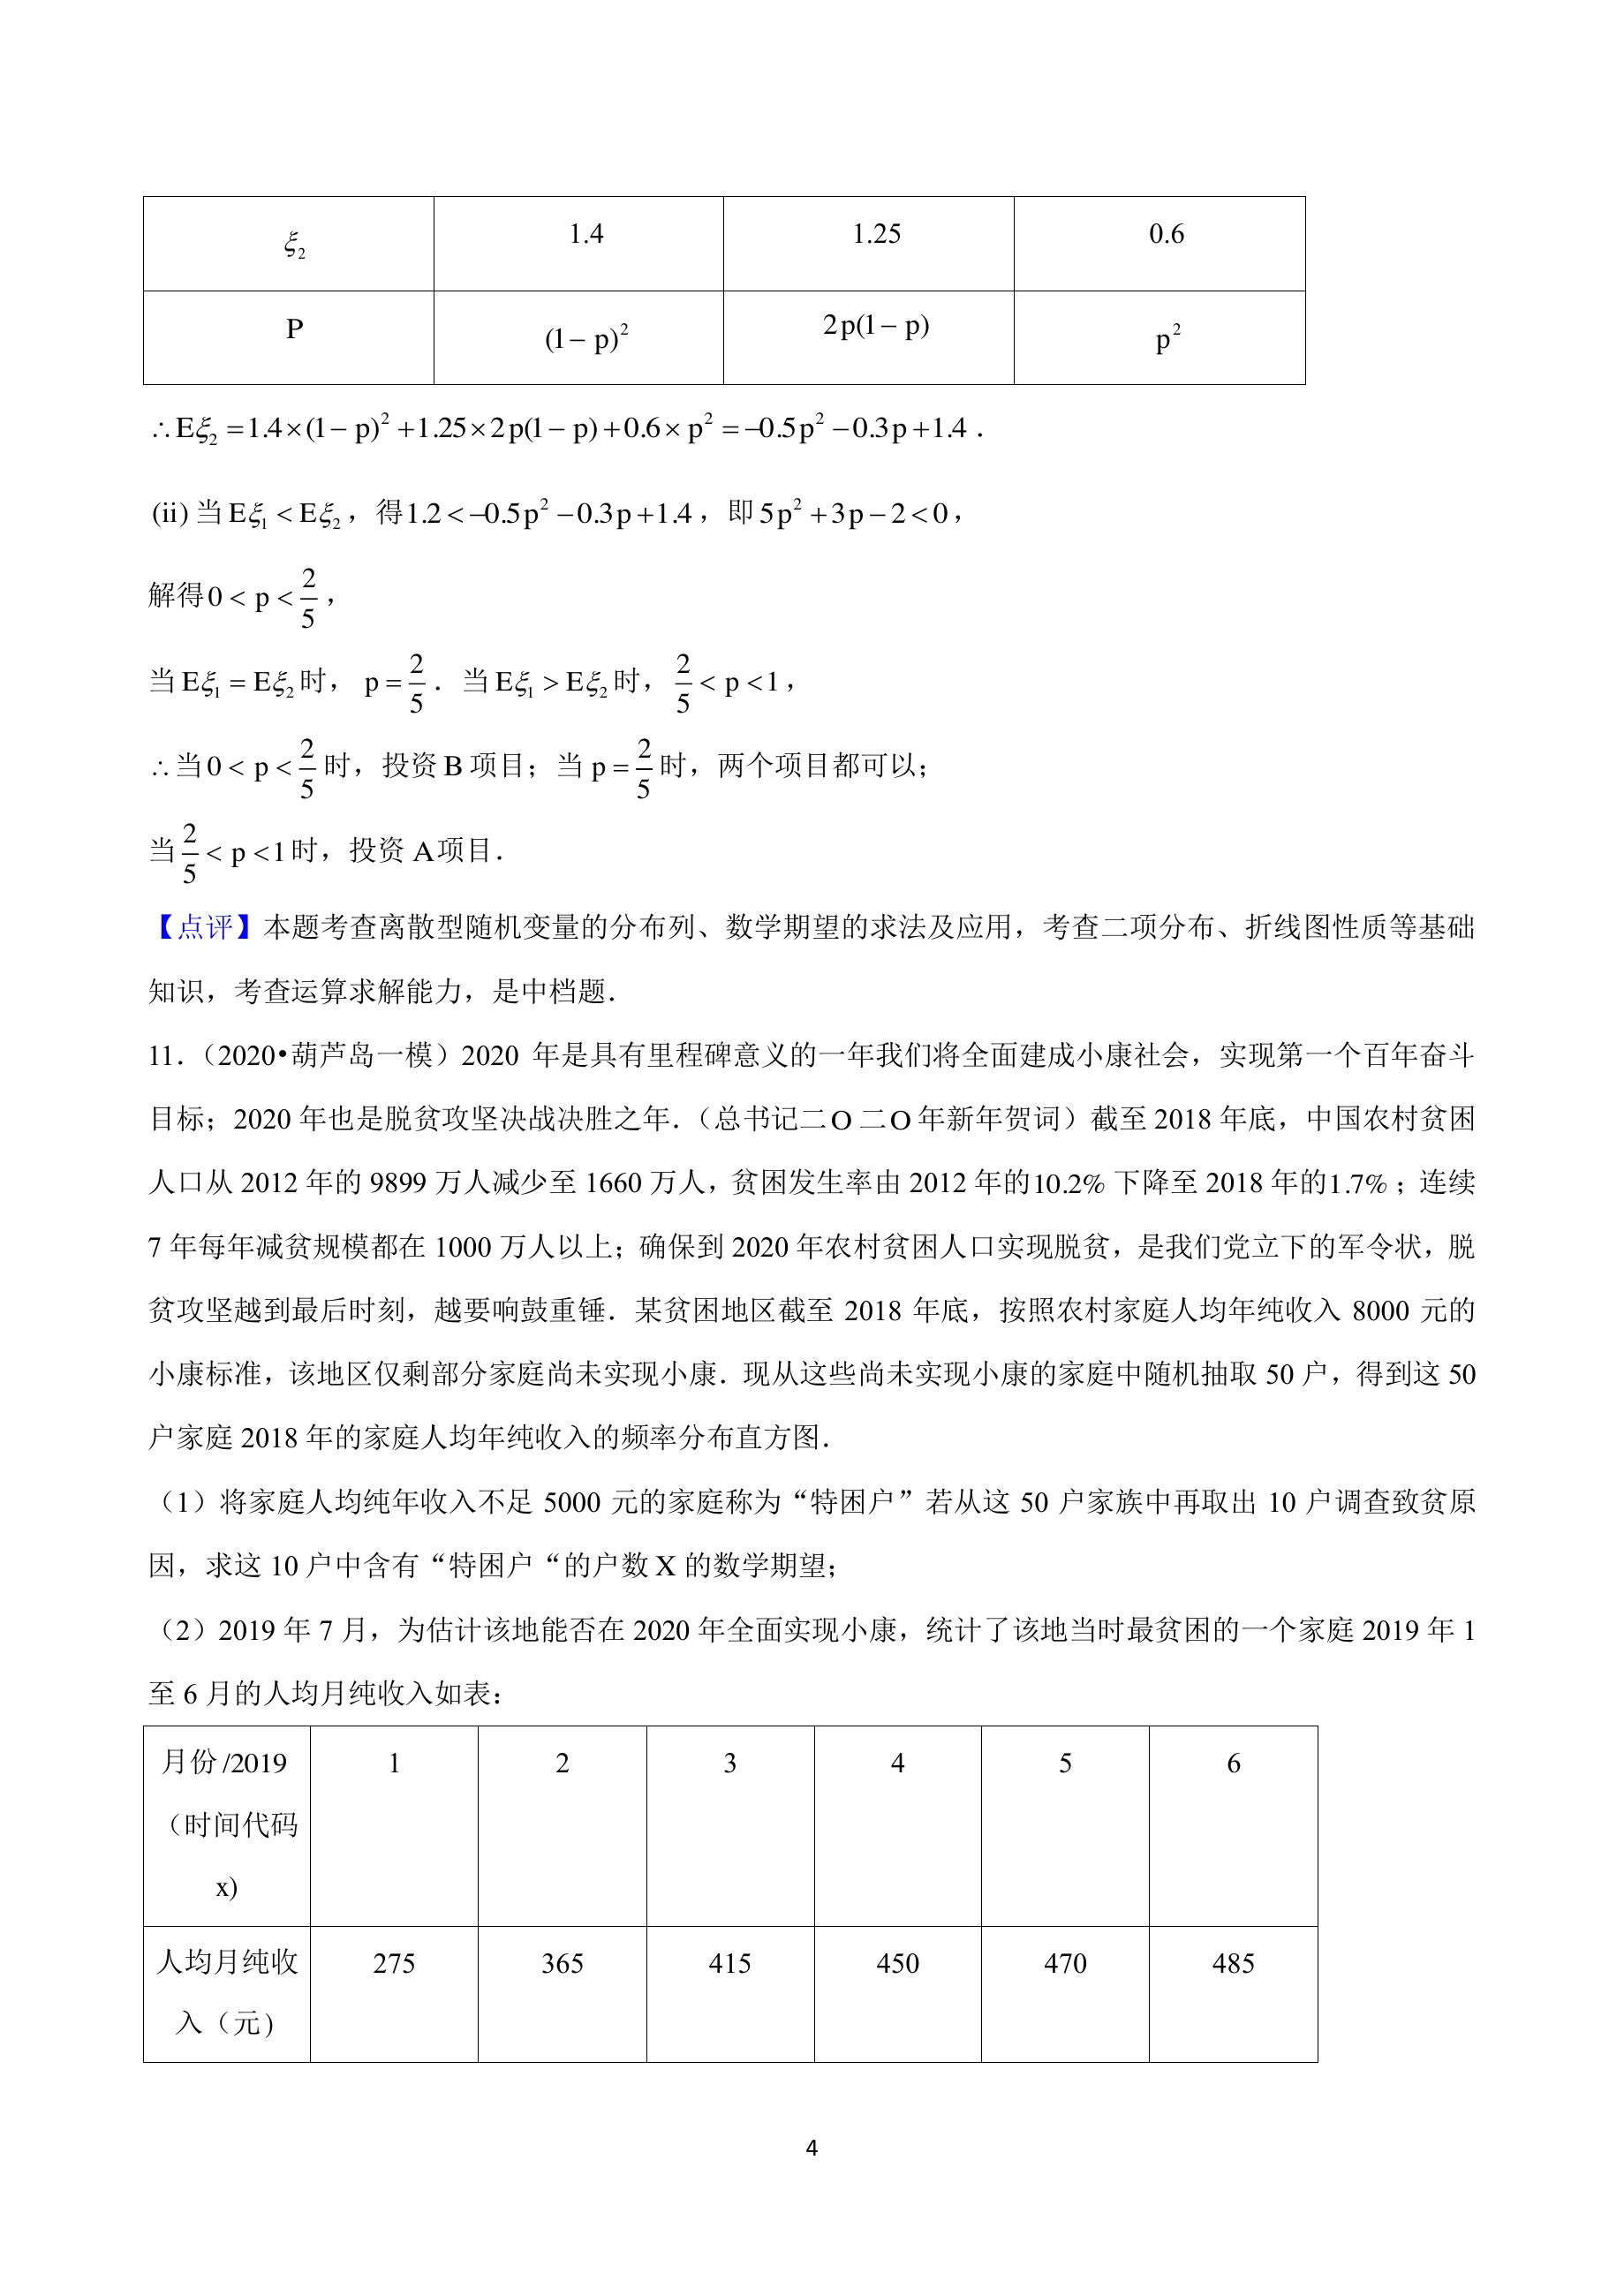 ξ₂ 1.4 1.25 0.6
P (1− p)² 2p(1− p) p²
∴Eξ₂ =1.4×(1− p)² +1.25×2p(1− p)+0.6× p² =−0.5p² −0.3p+1.4．
(ii) 当Eξ₁ < Eξ₂，得1.2<−0.5p² −0.3p+1.4，即5p² +3p−2<0，
解得0< p< 2/5，
当Eξ₁ = Eξ₂时， p= 2/5．当Eξ₁ > Eξ₂时，2/5 < p <1，
∴当0< p< 2/5 时，投资B 项目；当 p= 2/5 时，两个项目都可以；
当 2/5 < p <1时，投资 A项目．
【点评】本题考查离散型随机变量的分布列、数学期望的求法及应用，考查二项分布、折线图性质等基础
知识，考查运算求解能力，是中档题．
11．（2020•葫芦岛一模）2020 年是具有里程碑意义的一年我们将全面建成小康社会，实现第一个百年奋斗
目标；2020 年也是脱贫攻坚决战决胜之年．（总书记二O 二O 年新年贺词）截至 2018 年底，中国农村贫困
人口从 2012 年的 9899 万人减少至 1660 万人，贫困发生率由 2012 年的10.2% 下降至 2018 年的1.7% ；连续
7 年每年减贫规模都在 1000 万人以上；确保到 2020 年农村贫困人口实现脱贫，是我们党立下的军令状，脱
贫攻坚越到最后时刻，越要响鼓重锤．某贫困地区截至 2018 年底，按照农村家庭人均年纯收入 8000 元的
小康标准，该地区仅剩部分家庭尚未实现小康．现从这些尚未实现小康的家庭中随机抽取 50 户，得到这 50
户家庭 2018 年的家庭人均年纯收入的频率分布直方图．
（1）将家庭人均纯年收入不足 5000 元的家庭称为“特困户”若从这 50 户家族中再取出 10 户调查致贫原
因，求这 10 户中含有“特困户“的户数 X 的数学期望；
（2）2019 年 7 月，为估计该地能否在 2020 年全面实现小康，统计了该地当时最贫困的一个家庭 2019 年 1
至 6 月的人均月纯收入如表：
月份 /2019 1 2 3 4 5 6
（时间代码
x)
人均月纯收 275 365 415 450 470 485
入（元)
4